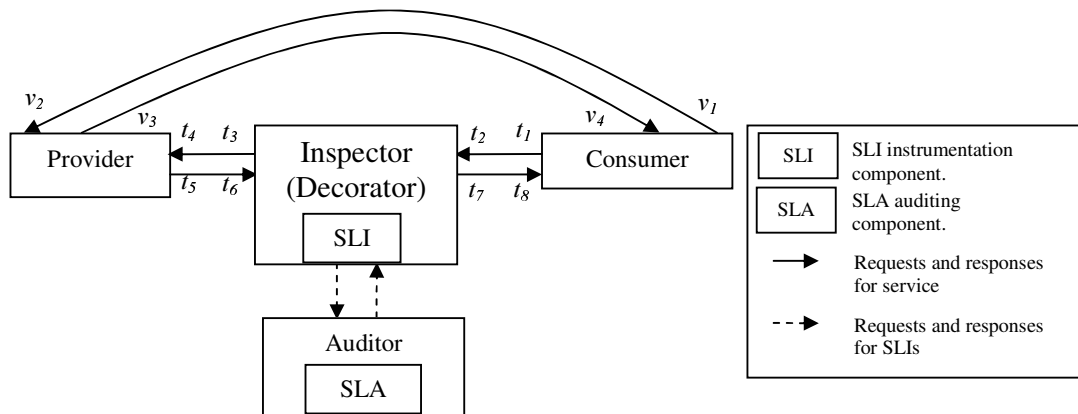 v2
v1
v3
v4
t4
t3
t2
t1
Provider
Inspector
(Decorator)
Consumer
t5
t6
t7
t8
SLI
Auditor
SLA
SLI
SLI instrumentation
component.
SLA
SLA auditing
component.
Requests and responses
for service
Requests and responses
for SLIs